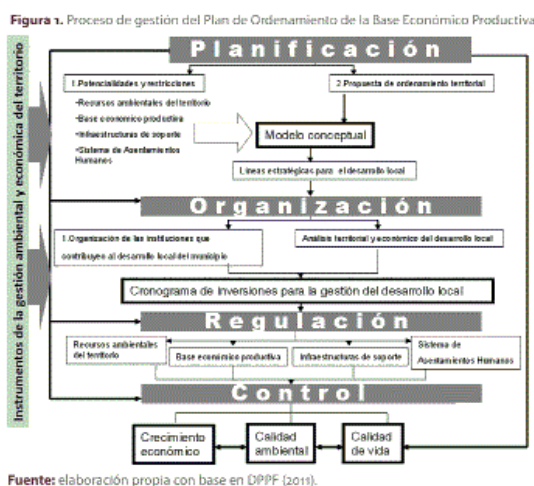 Figura 1. Proceso de gestión del Plan de Ordenamiento de la Base Económico Productiva
Instrumentos de la gestión ambiental y económica del territorio
Planificación
1.Potencialidades y restricciones
2.Propuesta de ordenamiento territorial
•Recursos ambientales del territorio
•Base economico productiva
•Infraestructuras de soporte
•Sistema de Asentamientos
Humanos
Modelo conceptual
Líneas estratégicas para el desarrollo local
Organización
1.Organización de las instituciones que
contribuyen al desarrollo local del municipio
Análisis territorial y económico del desarrollo local
Cronograma de inversiones para la gestión del desarrollo local
Regulación
Recursos ambientales
del territorio
Base económico productiva
Infraestructuras de soporte
Sistema de
Asentamientos Humanos
Control
Crecimiento
económico
Calidad
ambiental
Calidad
de vida
Fuente: elaboración propia con base en DPPF (2011).